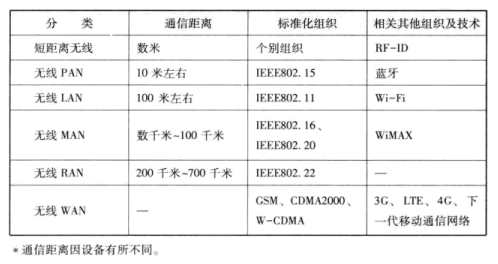 分 类 通信距离 标准化组织 相关其他组织及技术
短距离无线 数米 个别组织 RF-ID
无线 PAN 10 米左右 IEEE802.15 蓝牙
无线 LAN 100 米左右 IEEE802.11 Wi-Fi
无线 MAN 数千米~100 千米 IEEE802.16、
IEEE802.20 WiMAX
无线 RAN 200 千米~700 千米 IEEE802.22 —
无线 WAN — GSM、CDMA2000、
W-CDMA 3G、LTE、4G、下
一代移动通信网络
*通信距离因设备有所不同。